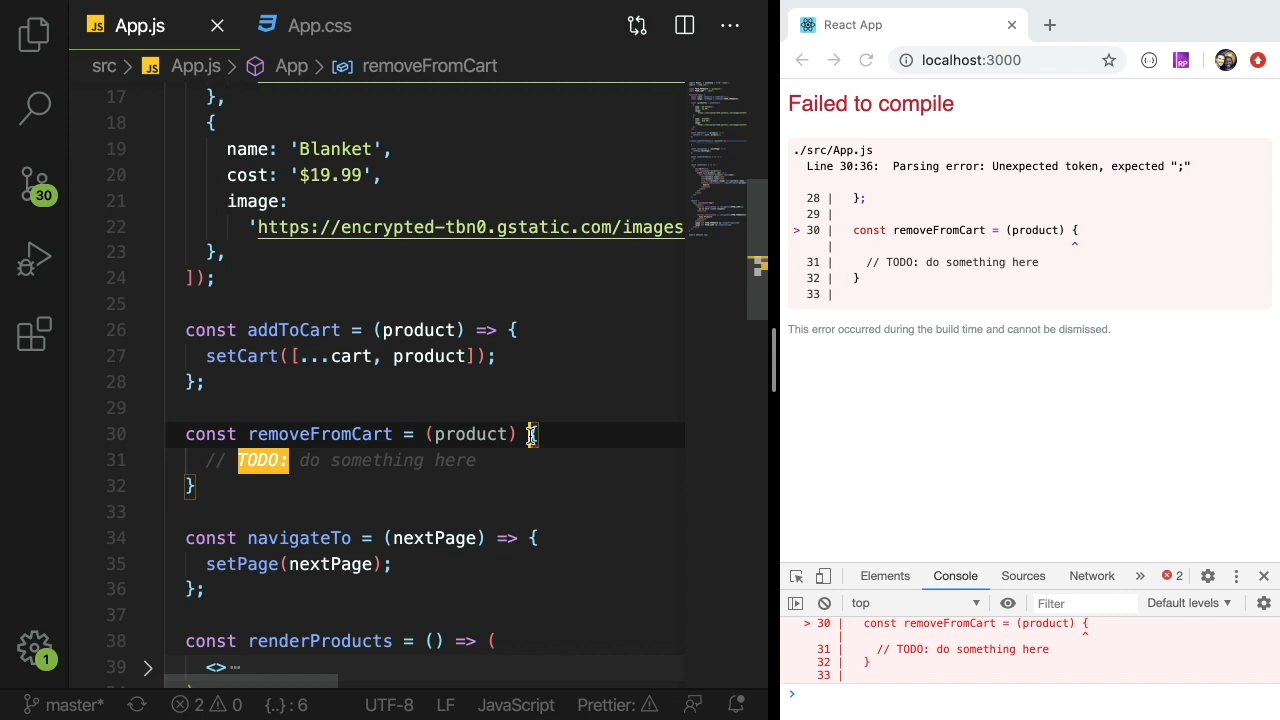 JS App.js
App.css
src > JS App.js > App > removeFromCart
17 },
18 {
19 name: 'Blanket',
20 cost: '$19.99',
21 image:
22 'https://encrypted-tbn0.gstatic.com/images
23 },
24 ]);
25
26 const addToCart = (product) => {
27 setCart([...cart, product]);
28 };
29
30 const removeFromCart = (product) {
31 // TODO: do something here
32 }
33
34 const navigateTo = (nextPage) => {
35 setPage(nextPage);
36 };
37
38 const renderProducts = () => (
39 <>
30
1
master*
2 0
{..} : 6
UTF-8
LF
JavaScript
Prettier:
React App
localhost:3000
RP
Failed to compile
./src/App.js
Line 30:36: Parsing error: Unexpected token, expected ";"
28 | };
29 |
> 30 | const removeFromCart = (product) {
| ^
31 | // TODO: do something here
32 | }
33 |
This error occurred during the build time and cannot be dismissed.
Elements
Console
Sources
Network
»
2
top
Filter
Default levels
> 30 | const removeFromCart = (product) {
| ^
31 | // TODO: do something here
32 | }
33 |
>